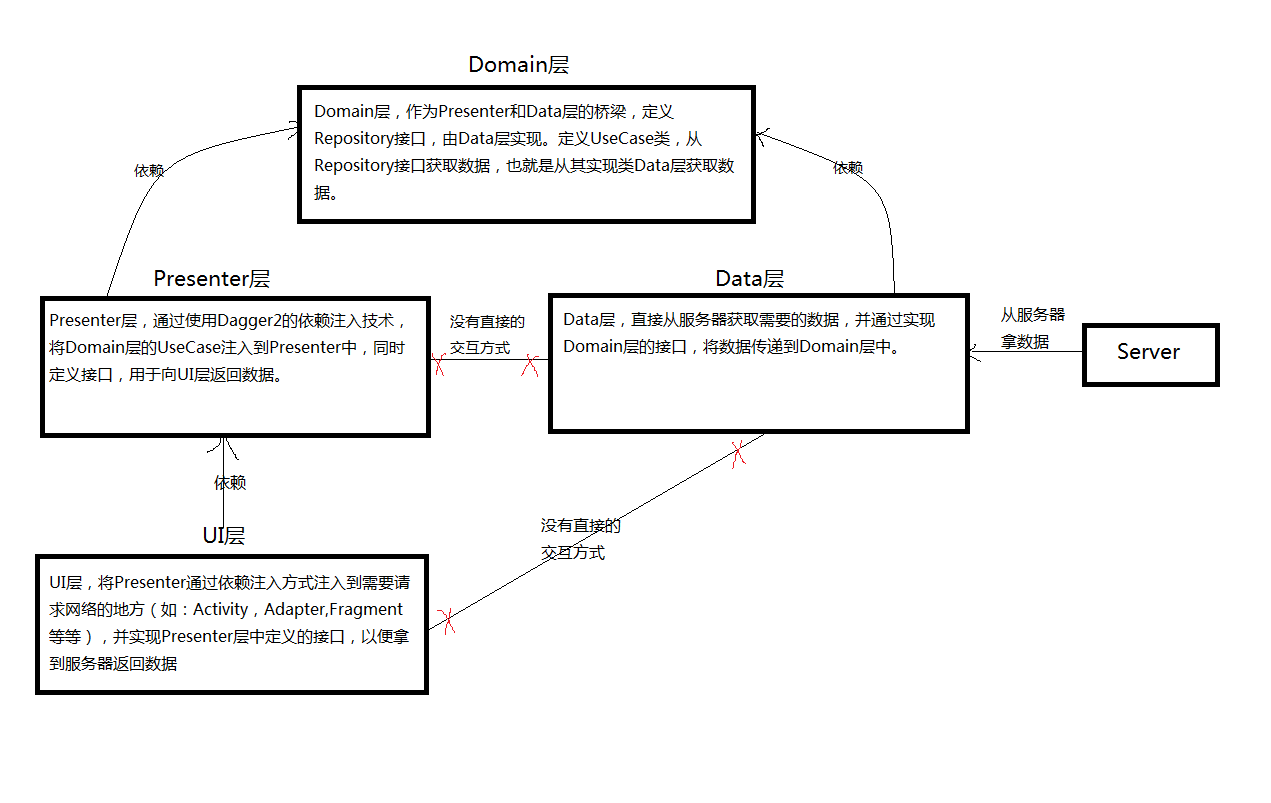 Domain层
Domain层，作为Presenter和Data层的桥梁，定义
Repository接口，由Data层实现。定义UseCase类，从
Repository接口获取数据，也就是从其实现类Data层获取数
据。
依赖
依赖
Presenter层
Presenter层，通过使用Dagger2的依赖注入技术，
将Domain层的UseCase注入到Presenter中，同时
定义接口，用于向UI层返回数据。
没有直接的
交互方式
Data层
Data层，直接从服务器获取需要的数据，并通过实现
Domain层的接口，将数据传递到Domain层中。
从服务器
拿数据
Server
依赖
UI层
UI层，将Presenter通过依赖注入方式注入到需要请
求网络的地方（如：Activity，Adapter,Fragment
等等），并实现Presenter层中定义的接口，以便拿
到服务器返回数据
没有直接的
交互方式